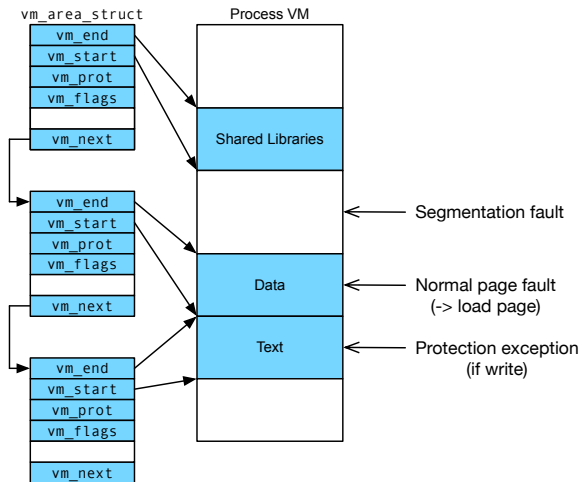 vm_area_struct
vm_end
vm_start
vm_prot
vm_flags
vm_next
vm_end
vm_start
vm_prot
vm_flags
vm_next
vm_end
vm_start
vm_prot
vm_flags
vm_next
Process VM
Shared Libraries
Data
Text
Segmentation fault
Normal page fault
(-> load page)
Protection exception
(if write)